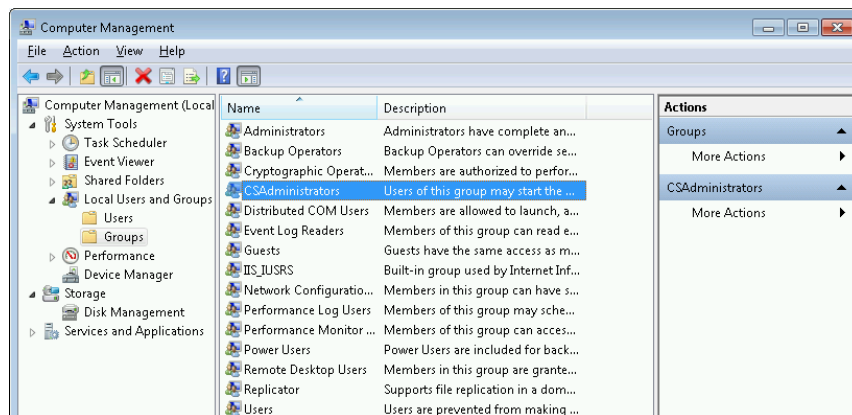 Computer Management
File Action View Help
Computer Management (Local
System Tools
Task Scheduler
Event Viewer
Shared Folders
Local Users and Groups
Users
Groups
Performance
Device Manager
Storage
Disk Management
Services and Applications
Name Description
Administrators Administrators have complete an...
Backup Operators Backup Operators can override se...
Cryptographic Operat... Members are authorized to perfor...
CSAdministrators Users of this group may start the ...
Distributed COM Users Members are allowed to launch, a...
Event Log Readers Members of this group can read e...
Guests Guests have the same access as m...
IIS_IUSRS Built-in group used by Internet Inf...
Network Configuratio... Members in this group can have s...
Performance Log Users Members of this group may sche...
Performance Monitor ... Members of this group can acces...
Power Users Power Users are included for back...
Remote Desktop Users Members in this group are grante...
Replicator Supports file replication in a dom...
Users Users are prevented from making ...
Actions
Groups
More Actions
CSAdministrators
More Actions